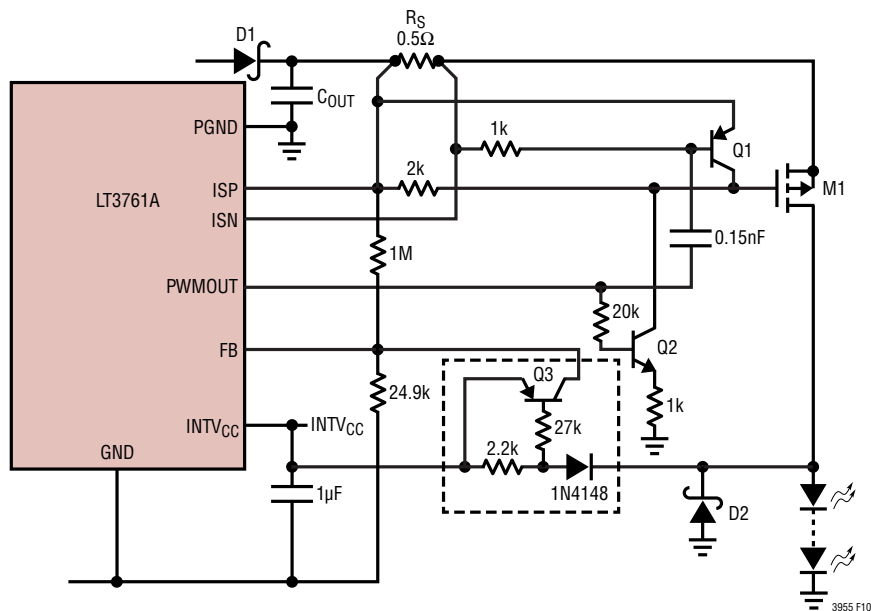 D1
RS
0.5Ω
COUT
PGND
1k
Q1
2k
M1
LT3761A
ISP
ISN
0.15nF
1M
PWMOUT
20k
Q2
FB
Q3
24.9k
1k
INTVCC
INTVCC
27k
GND
2.2k
1µF
1N4148
D2
3955 F10